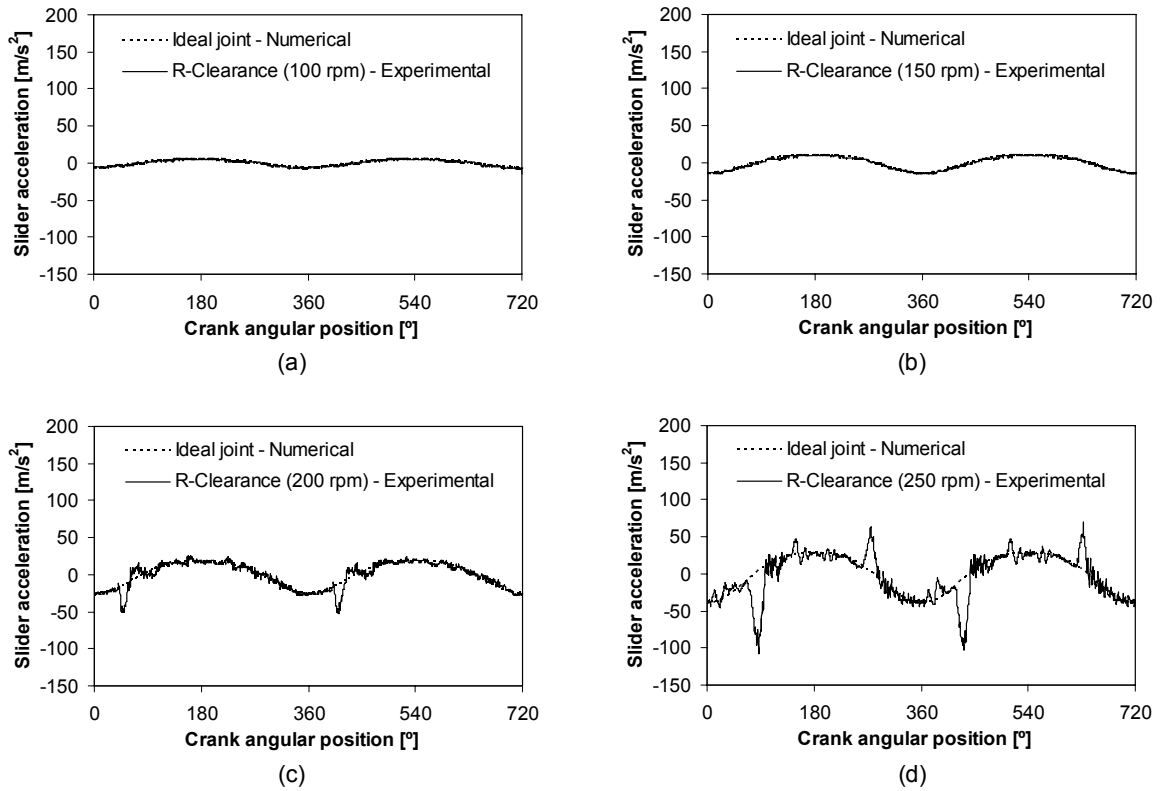 200
150
100
50
0
-50
-100
-150
Slider acceleration [m/s²]
Ideal joint - Numerical
R-Clearance (100 rpm) - Experimental
0 180 360 540 720
Crank angular position [º]
(a)
200
150
100
50
0
-50
-100
-150
Slider acceleration [m/s²]
Ideal joint - Numerical
R-Clearance (150 rpm) - Experimental
0 180 360 540 720
Crank angular position [º]
(b)
200
150
100
50
0
-50
-100
-150
Slider acceleration [m/s²]
Ideal joint - Numerical
R-Clearance (200 rpm) - Experimental
0 180 360 540 720
Crank angular position [º]
(c)
200
150
100
50
0
-50
-100
-150
Slider acceleration [m/s²]
Ideal joint - Numerical
R-Clearance (250 rpm) - Experimental
0 180 360 540 720
Crank angular position [º]
(d)